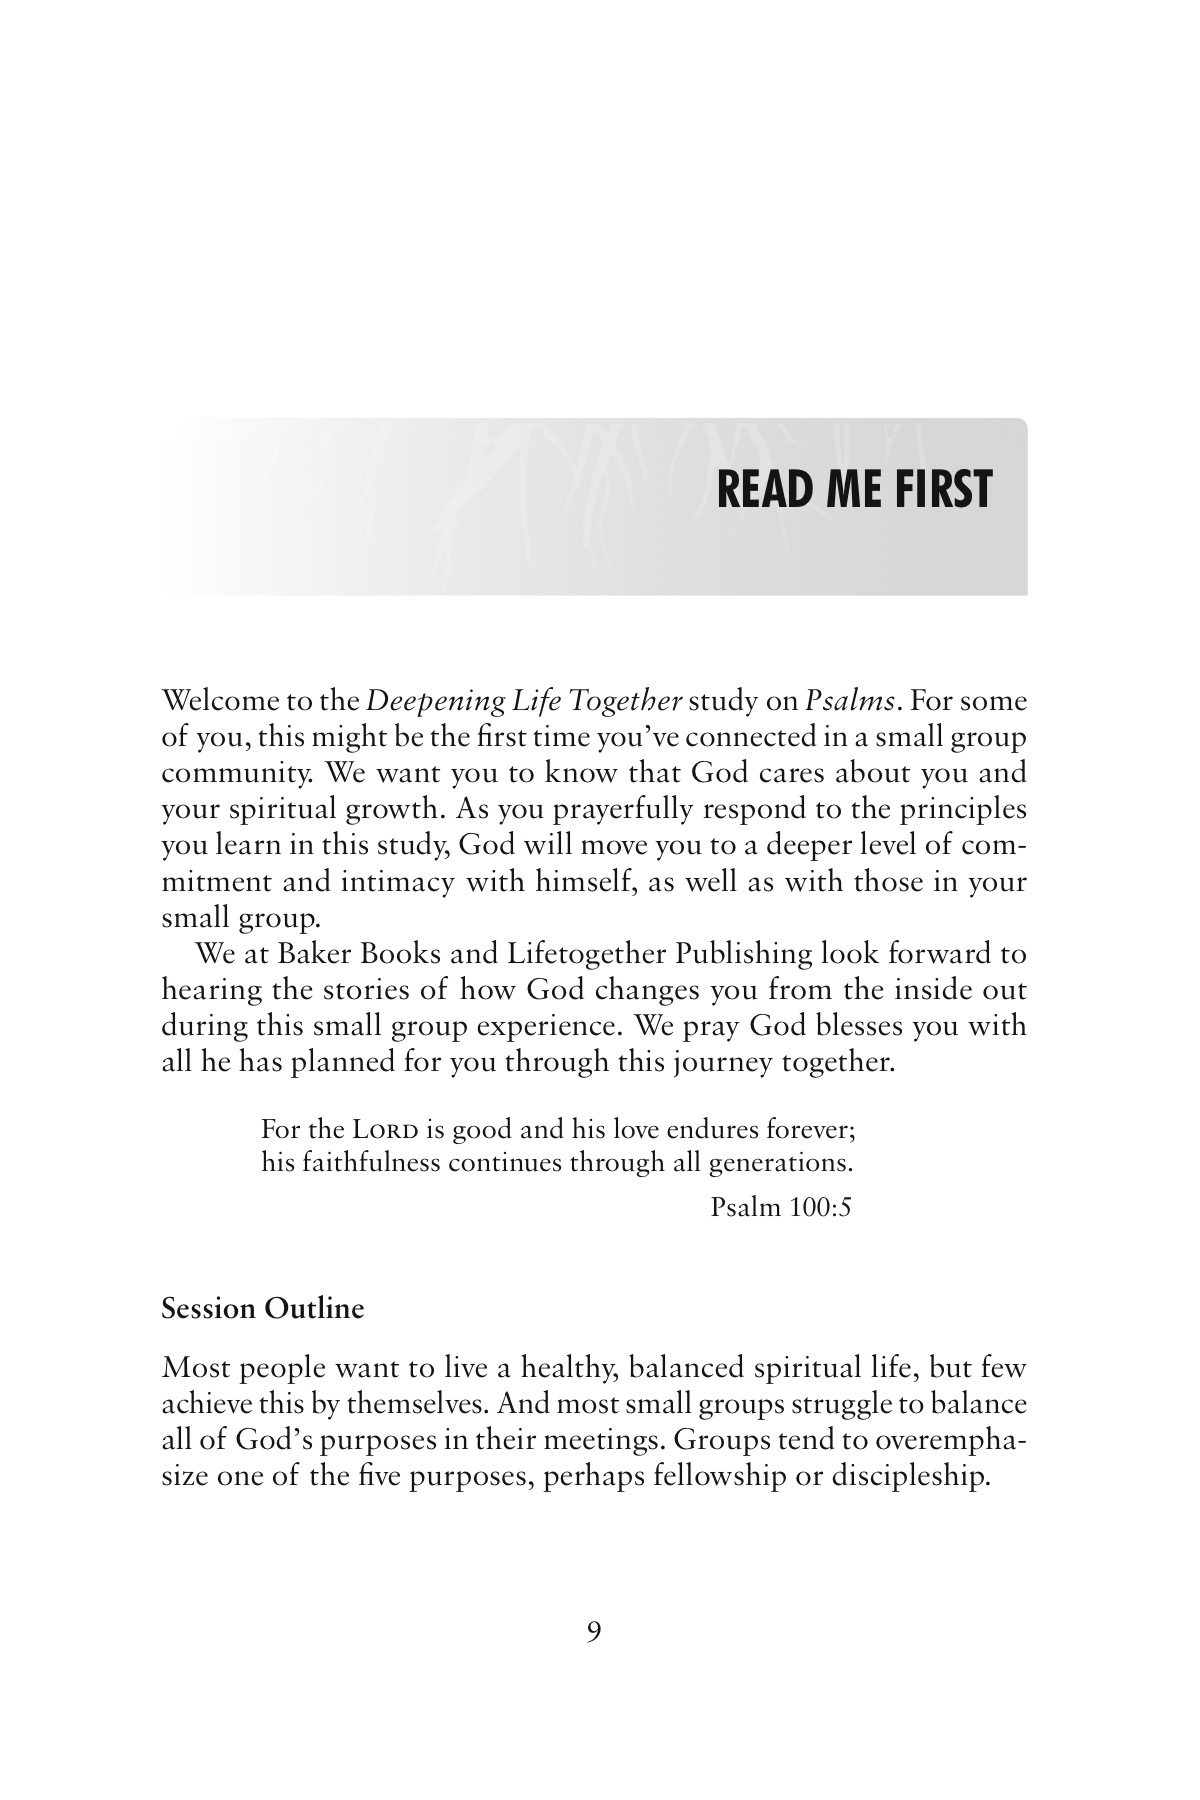 READ ME FIRST
Welcome to the Deepening Life Together study on Psalms. For some
of you, this might be the first time you’ve connected in a small group
community. We want you to know that God cares about you and
your spiritual growth. As you prayerfully respond to the principles
you learn in this study, God will move you to a deeper level of com-
mitment and intimacy with himself, as well as with those in your
small group.
We at Baker Books and Lifetogether Publishing look forward to
hearing the stories of how God changes you from the inside out
during this small group experience. We pray God blesses you with
all he has planned for you through this journey together.
For the LORD is good and his love endures forever;
his faithfulness continues through all generations.
Psalm 100:5
Session Outline
Most people want to live a healthy, balanced spiritual life, but few
achieve this by themselves. And most small groups struggle to balance
all of God’s purposes in their meetings. Groups tend to overempha-
size one of the five purposes, perhaps fellowship or discipleship.
9